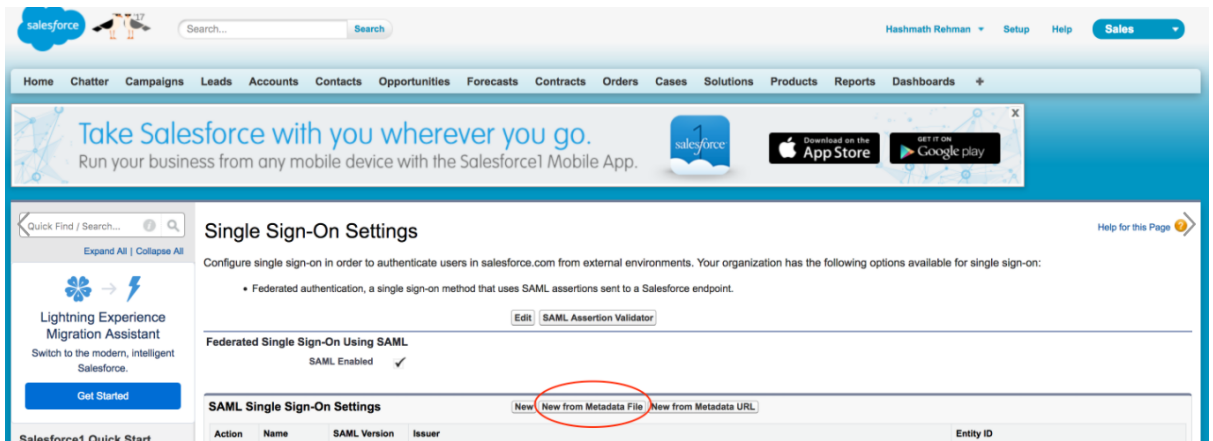 salesforce '17 Search... Search Hashmath Rehman Setup Help Sales
Home Chatter Campaigns Leads Accounts Contacts Opportunities Forecasts Contracts Orders Cases Solutions Products Reports Dashboards +
Take Salesforce with you wherever you go.
Run your business from any mobile device with the Salesforce1 Mobile App.
1
salesforce
Download on the
App Store
GET IT ON
Google play
X
Quick Find / Search...
Expand All | Collapse All
Lightning Experience
Migration Assistant
Switch to the modern, intelligent
Salesforce.
Get Started
Salesforce1 Quick Start
Single Sign-On Settings
Help for this Page ?
Configure single sign-on in order to authenticate users in salesforce.com from external environments. Your organization has the following options available for single sign-on:
• Federated authentication, a single sign-on method that uses SAML assertions sent to a Salesforce endpoint.
Edit SAML Assertion Validator
Federated Single Sign-On Using SAML
SAML Enabled ✓
SAML Single Sign-On Settings New New from Metadata File New from Metadata URL
Action Name SAML Version Issuer Entity ID